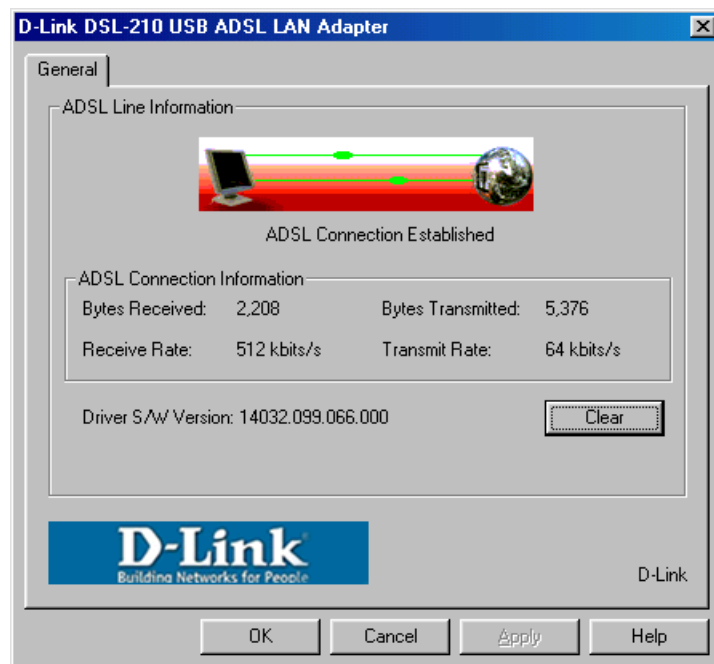 D-Link DSL-210 USB ADSL LAN Adapter
General
ADSL Line Information
ADSL Connection Established
ADSL Connection Information
Bytes Received: 2,208 Bytes Transmitted: 5,376
Receive Rate: 512 kbits/s Transmit Rate: 64 kbits/s
Driver S/W Version: 14032.099.066.000 Clear
D-Link
Building Networks for People
D-Link
OK Cancel Apply Help